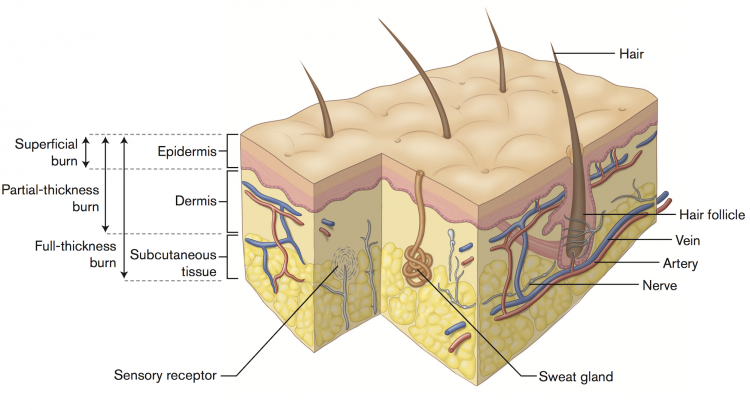 Hair
Superficial
burn
Epidermis
Partial-thickness
burn
Dermis
Hair follicle
Full-thickness
burn
Subcutaneous
tissue
Vein
Artery
Nerve
Sensory receptor
Sweat gland